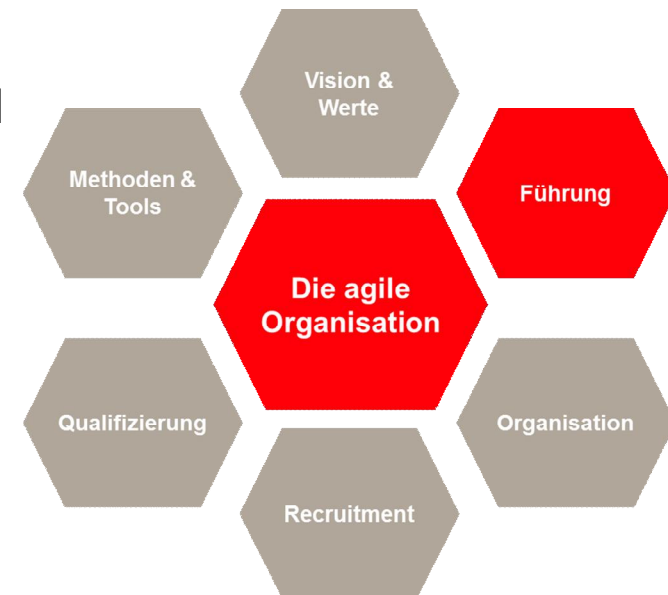 Vision &
Werte
Methoden &
Tools
Führung
Die agile
Organisation
Qualifizierung
Organisation
Recruitment